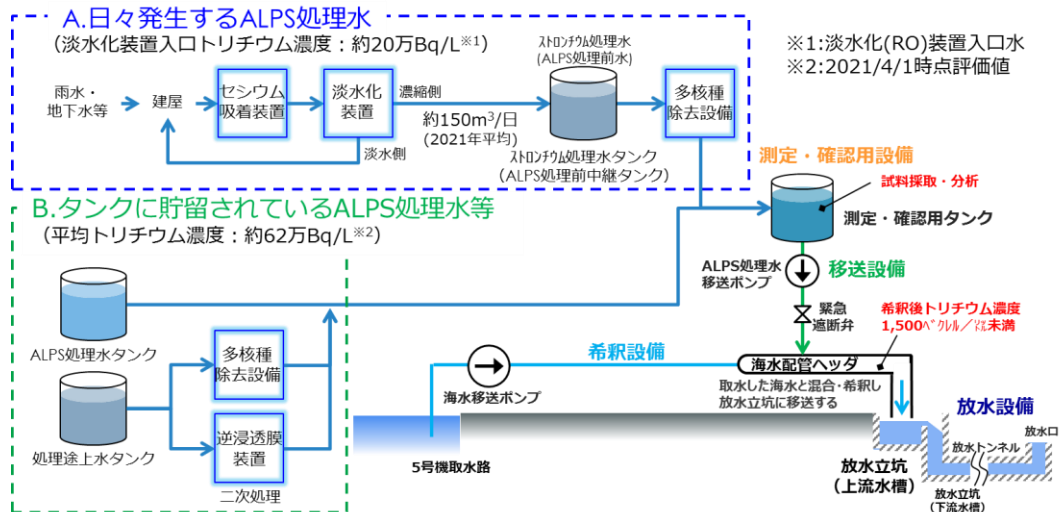 A.日々発生するALPS処理水
(淡水化装置入口トリチウム濃度：約20万Bq/L※1)
※1:淡水化(RO)装置入口水
※2:2021/4/1時点評価値
雨水・
地下水等
建屋
セシウム
吸着装置
淡水化
装置
濃縮側
淡水側
約150m³/日
(2021年平均)
ストロンチウム処理水
(ALPS処理前水)
ストロンチウム処理水タンク
(ALPS処理前中継タンク)
多核種
除去設備
測定・確認用設備
試料採取・分析
測定・確認用タンク
B.タンクに貯留されているALPS処理水等
(平均トリチウム濃度：約62万Bq/L※2)
ALPS処理水タンク
処理途上水タンク
多核種
除去設備
逆浸透膜
装置
二次処理
ALPS処理水
移送ポンプ
移送設備
緊急
遮断弁
希釈後トリチウム濃度
1,500ベクレル／㍑未満
希釈設備
海水移送ポンプ
海水配管ヘッダ
取水した海水と混合・希釈し
放水立坑に移送する
5号機取水路
放水設備
放水口
放水トンネル
放水立坑
(上流水槽)
放水立坑
(下流水槽)